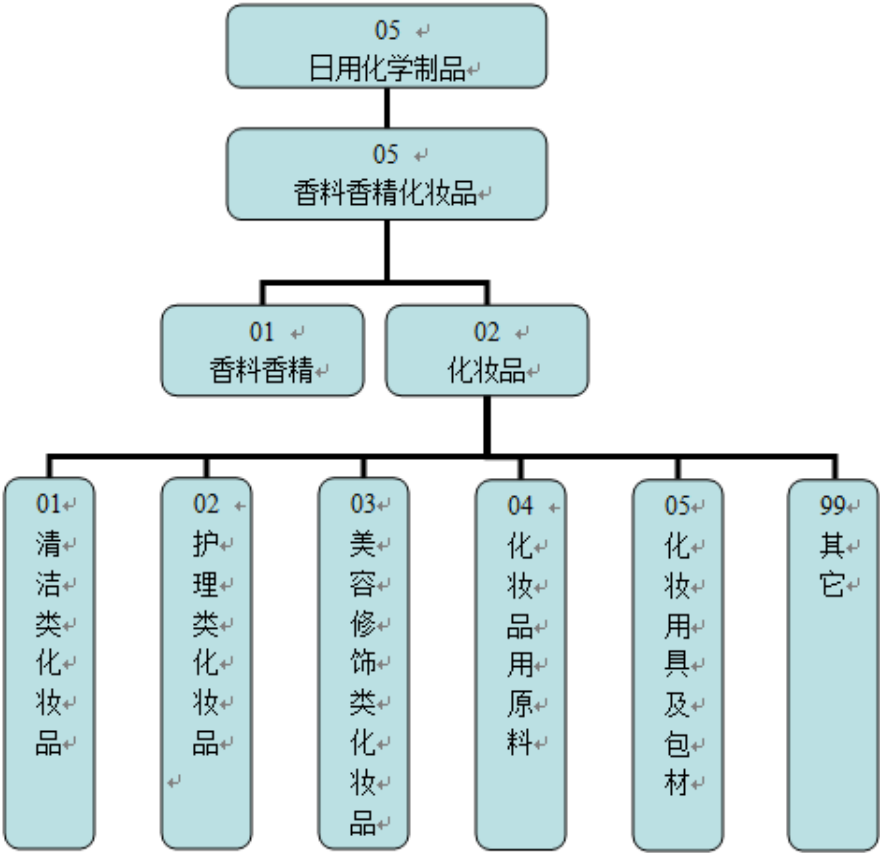 05
日用化学制品
05
香料香精化妆品
01
香料香精
02
化妆品
01
清洁类化妆品
02
护理类化妆品
03
美容修饰类化妆品
04
化妆品用原料
05
化妆用具及包材
99
其它